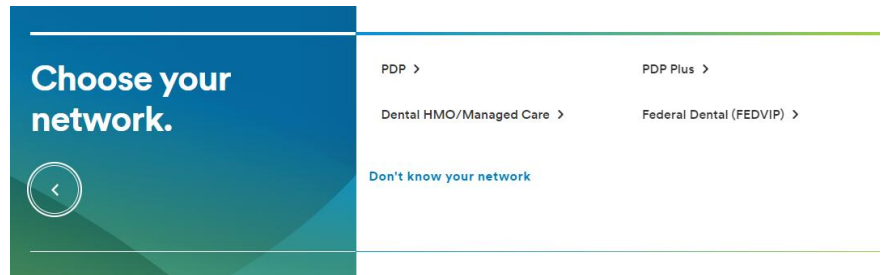 Choose your
network.
PDP >
PDP Plus >
Dental HMO/Managed Care >
Federal Dental (FEDVIP) >
Don't know your network